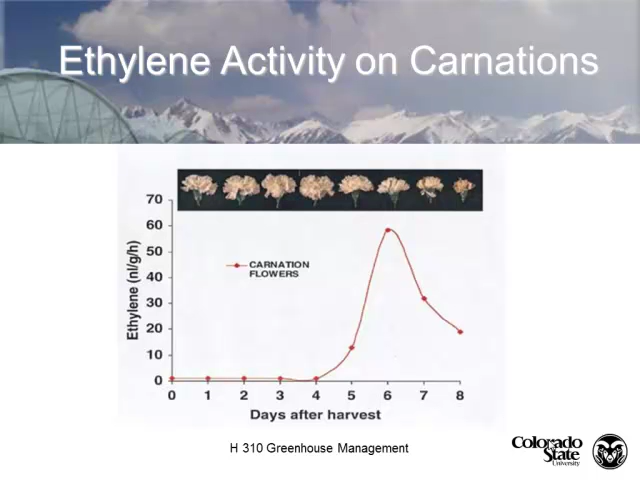 Ethylene Activity on Carnations
70
60
50
40
30
20
10
0
Ethylene (nl/g/h)
CARNATION
FLOWERS
0 1 2 3 4 5 6 7 8
Days after harvest
H 310 Greenhouse Management
Colorado
State
University